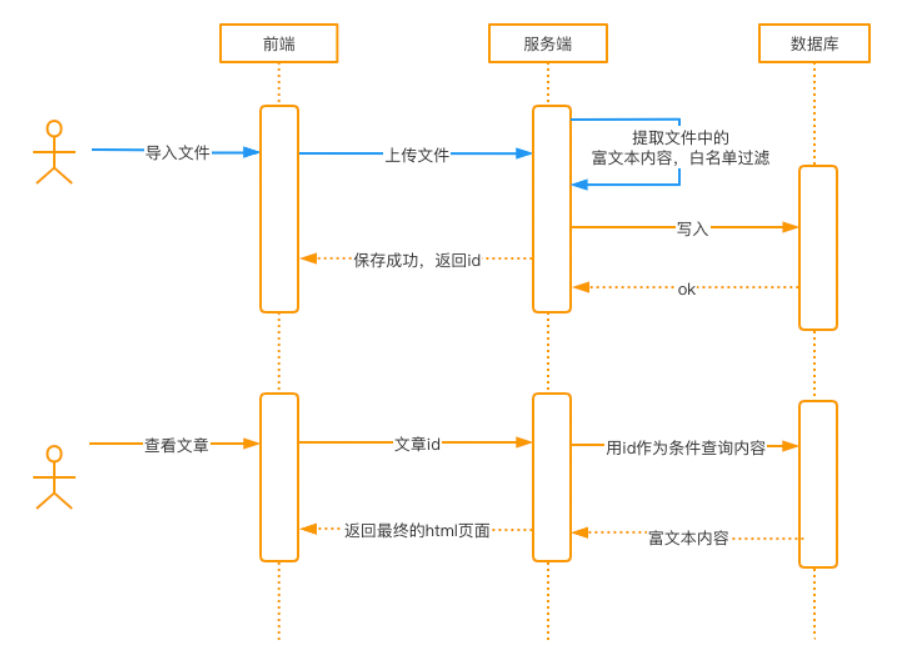 前端
服务端
数据库
导入文件
上传文件
提取文件中的
富文本内容，白名单过滤
写入
保存成功，返回id
ok
查看文章
文章id
用id作为条件查询内容
返回最终的html页面
富文本内容